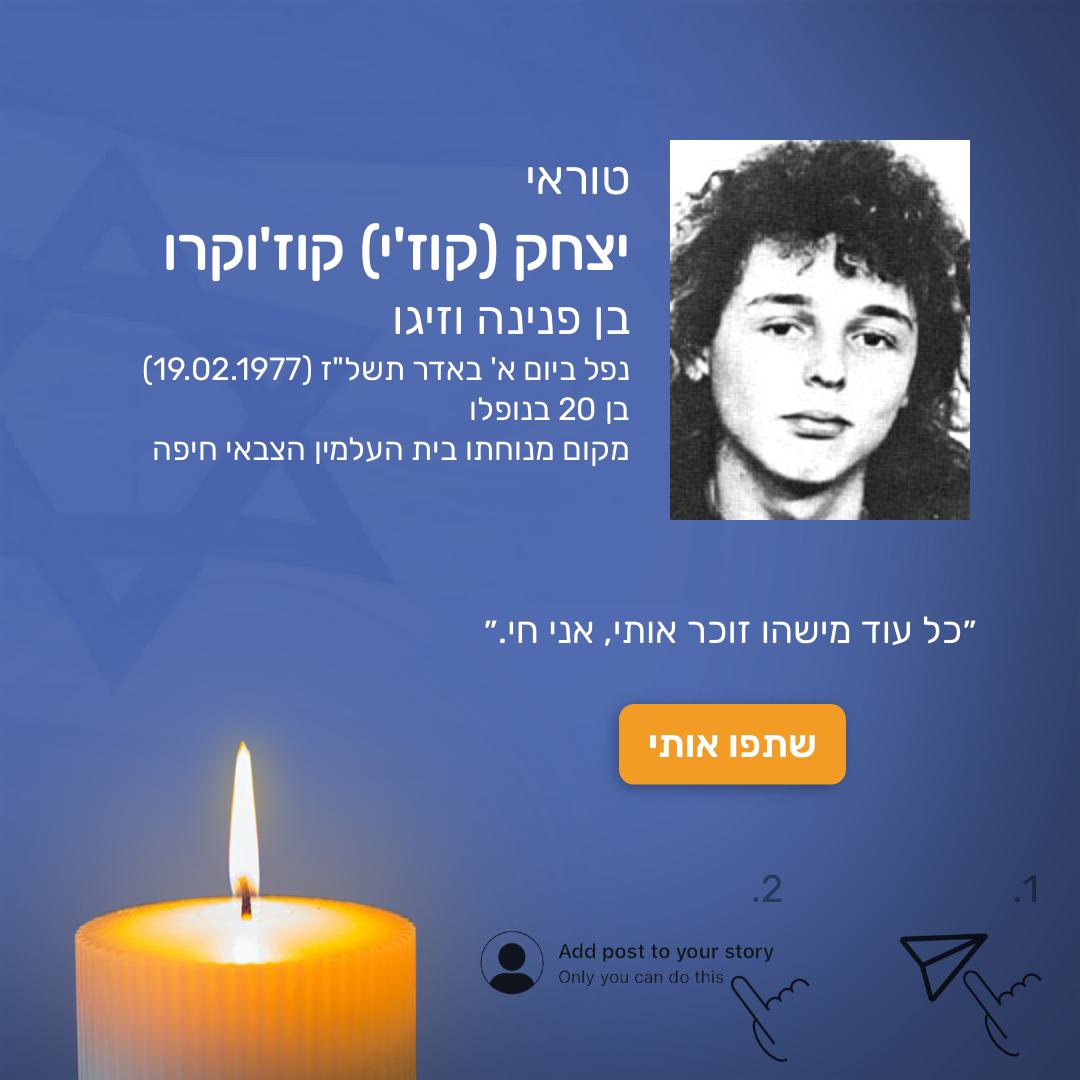 טוראי
יצחק (קוז'י) קוז'וקרו
בן פנינה וזיגו
נפל ביום א' באדר תשל"ז (19.02.1977)
בן 20 בנופלו
מקום מנוחתו בית העלמין הצבאי חיפה
"כל עוד מישהו זוכר אותי, אני חי."
שתפו אותי
.1
.2
Add post to your story
Only you can do this